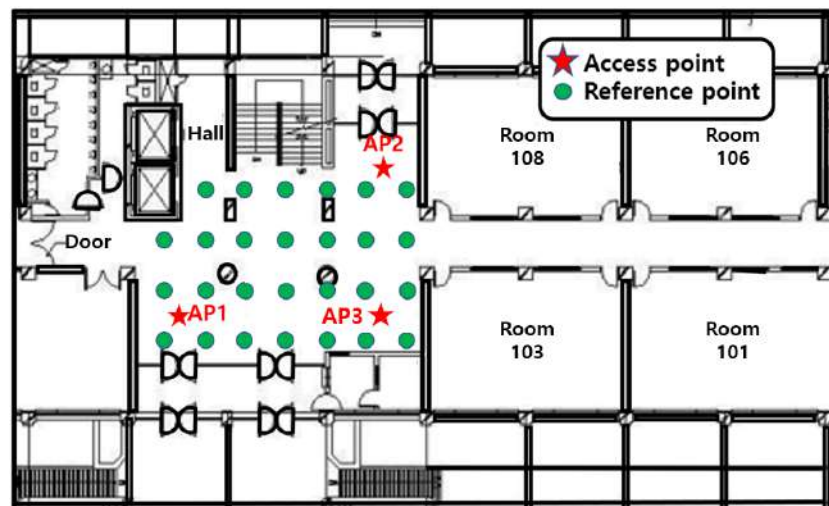 Access point
Reference point
Hall
AP2
Room
108
Room
106
Door
AP1
AP3
Room
103
Room
101